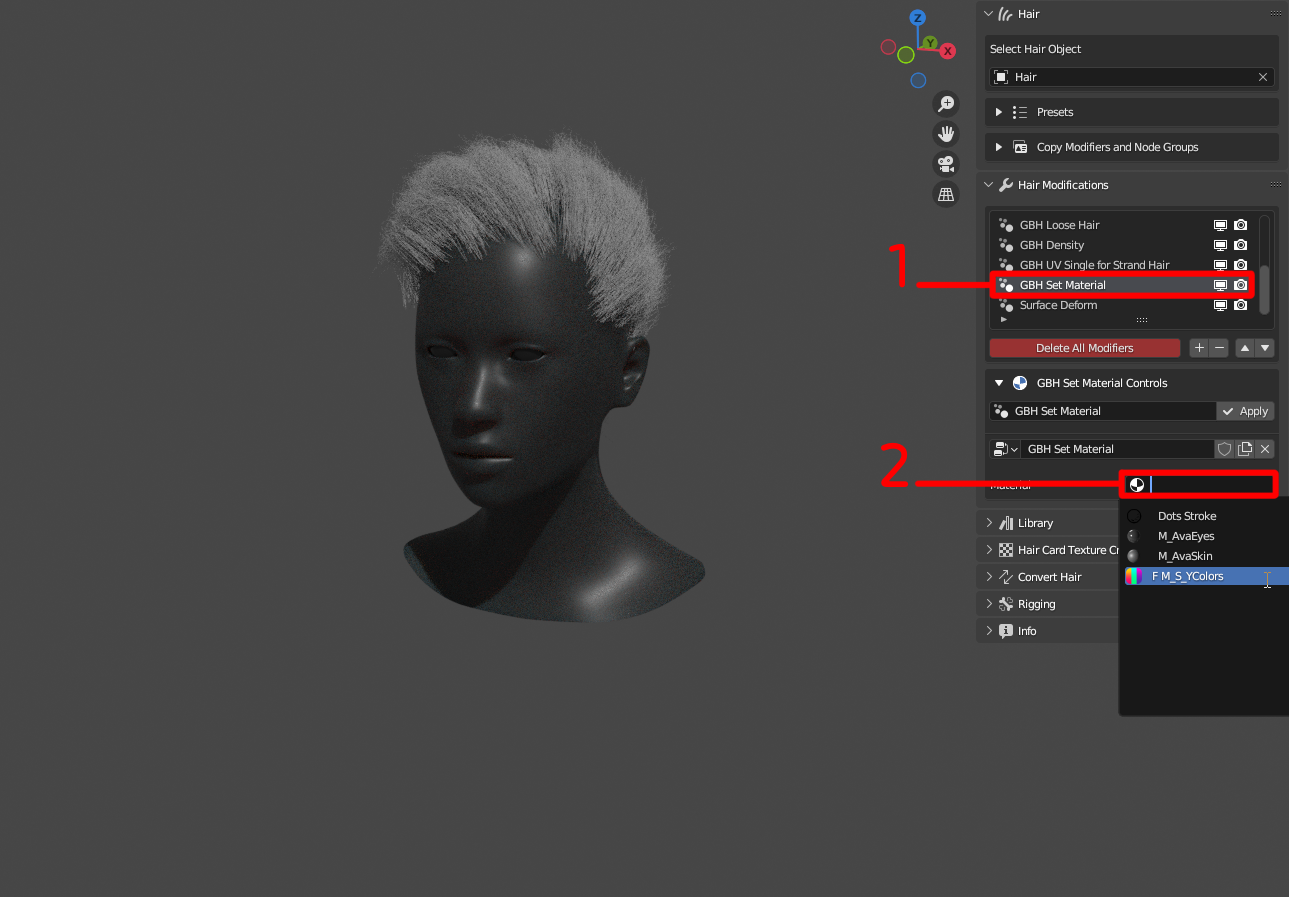 Hair
Select Hair Object
Hair
Presets
Copy Modifiers and Node Groups
Hair Modifications
GBH Loose Hair
GBH Density
GBH UV Single for Strand Hair
GBH Set Material
Surface Deform
Delete All Modifiers
GBH Set Material Controls
GBH Set Material
Apply
GBH Set Material
Material
Dots Stroke
M_AvaEyes
M_AvaSkin
F M_S_YColors
Library
Hair Card Texture Cr
Convert Hair
Rigging
Info
Z
Y
X
1
2